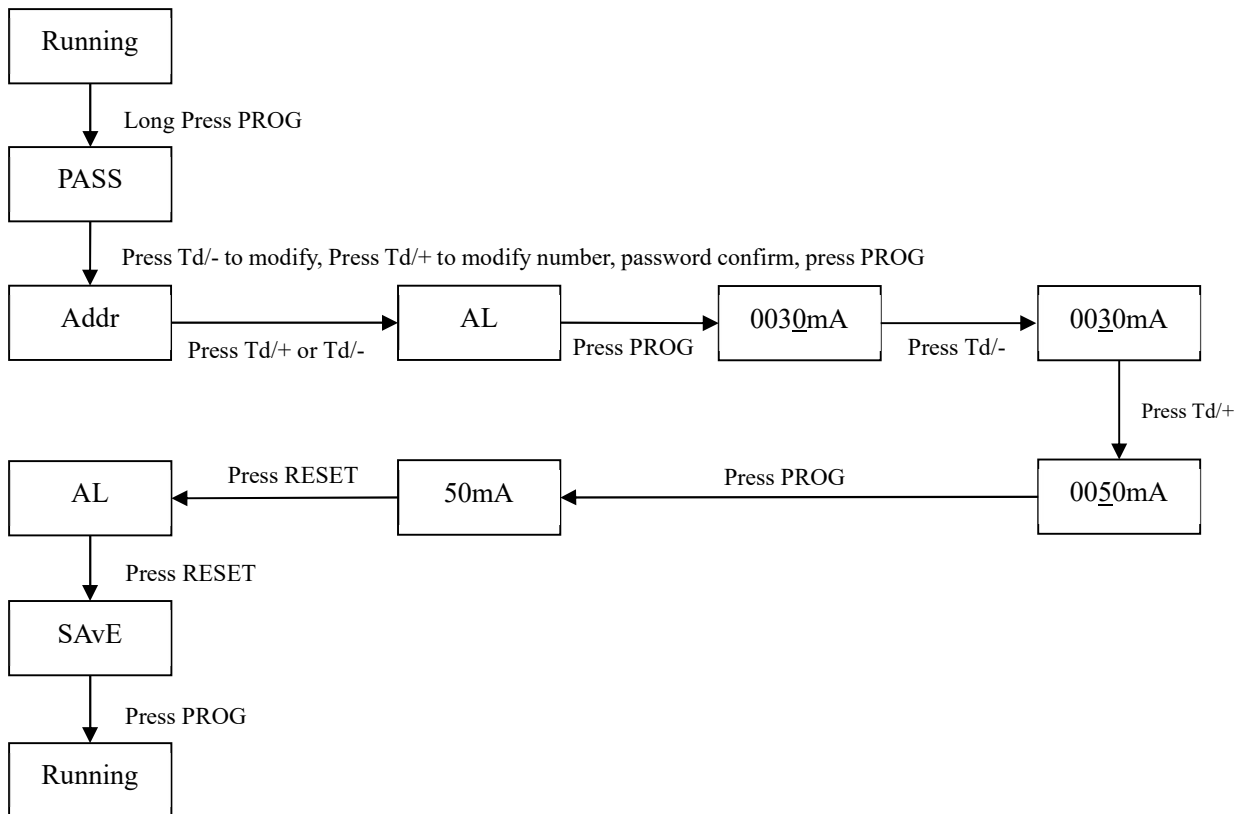 Running
Long Press PROG
PASS
Press Td/- to modify, Press Td/+ to modify number, password confirm, press PROG
Addr
Press Td/+ or Td/-
AL
Press PROG
0030mA
Press Td/-
0030mA
Press Td/+
0050mA
Press PROG
50mA
Press RESET
AL
Press RESET
SAvE
Press PROG
Running